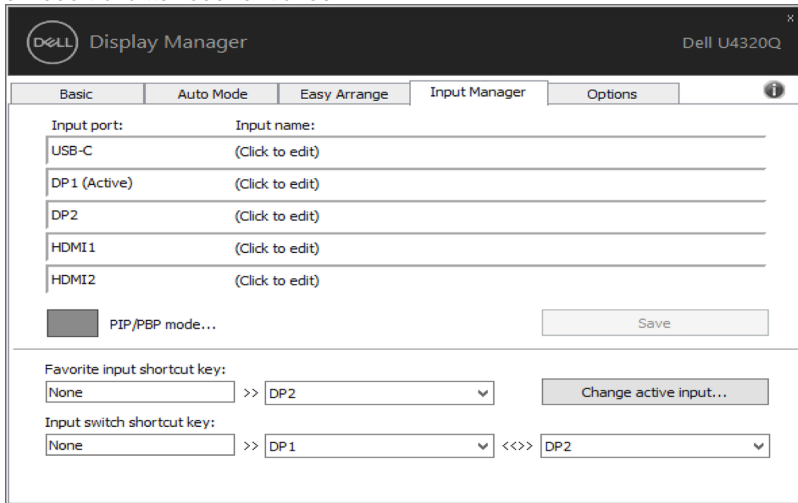 DELL Display Manager
Dell U4320Q
x
Basic Auto Mode Easy Arrange Input Manager Options i
Input port: Input name:
USB-C (Click to edit)
DP1 (Active) (Click to edit)
DP2 (Click to edit)
HDMI1 (Click to edit)
HDMI2 (Click to edit)
PIP/PBP mode... Save
Favorite input shortcut key:
None >> DP2 Change active input...
Input switch shortcut key:
None >> DP1 <<>> DP2